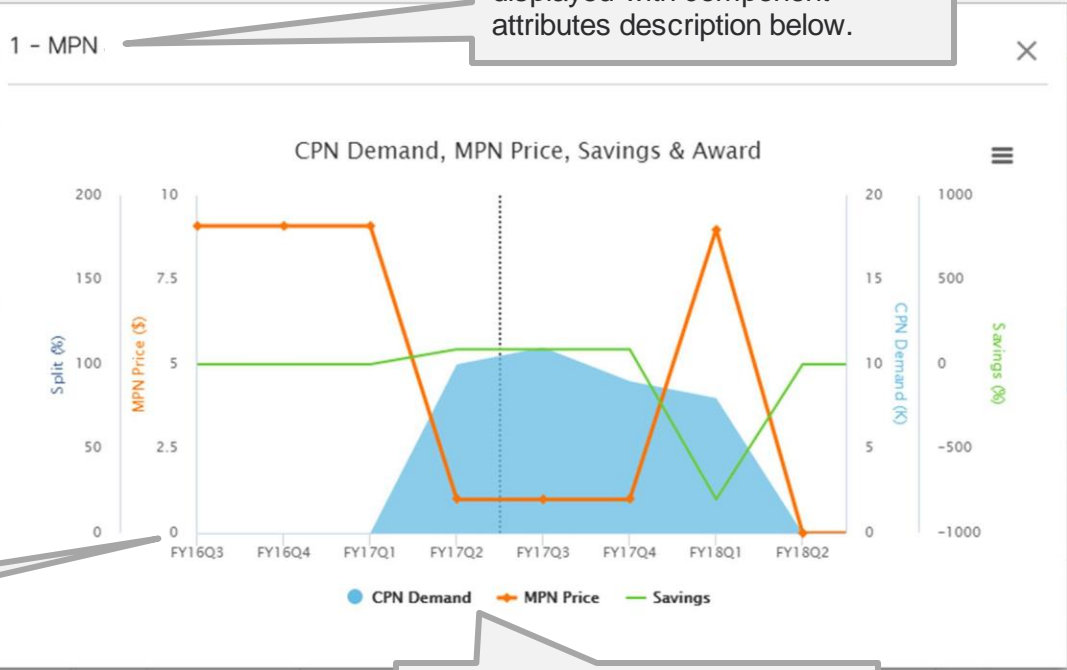 attributes description below.
1 - MPN
CPN Demand, MPN Price, Savings & Award
200 10 20 1000
150 7.5 15 500
100 5 10 0
50 2.5 5 -500
0 0 0 -1000
Split (%)
MPN Price ($)
CPN Demand (K)
Savings (%)
FY16Q3 FY16Q4 FY17Q1 FY17Q2 FY17Q3 FY17Q4 FY18Q1 FY18Q2
CPN Demand MPN Price Savings